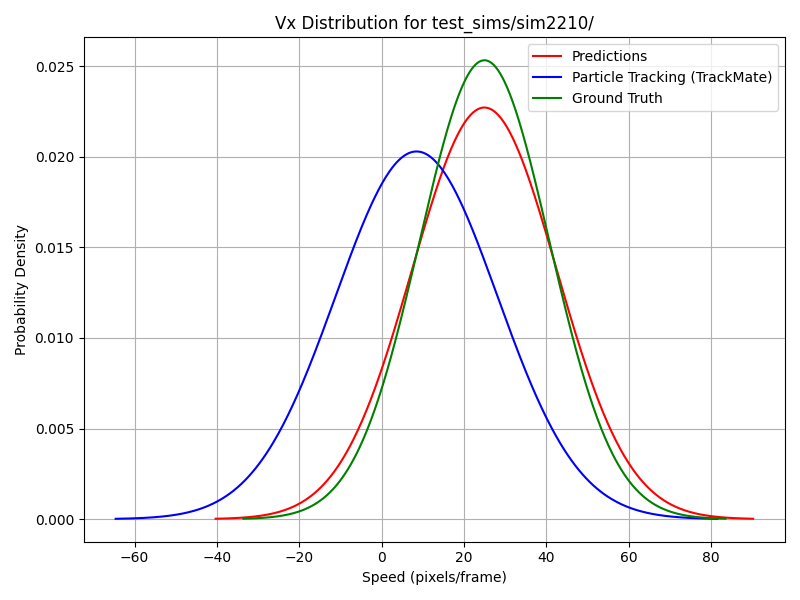 Vx Distribution for test_sims/sim2210/
Predictions
Particle Tracking (TrackMate)
Ground Truth
0.025
0.020
0.015
0.010
0.005
0.000
Probability Density
−60
−40
−20
0
20
40
60
80
Speed (pixels/frame)